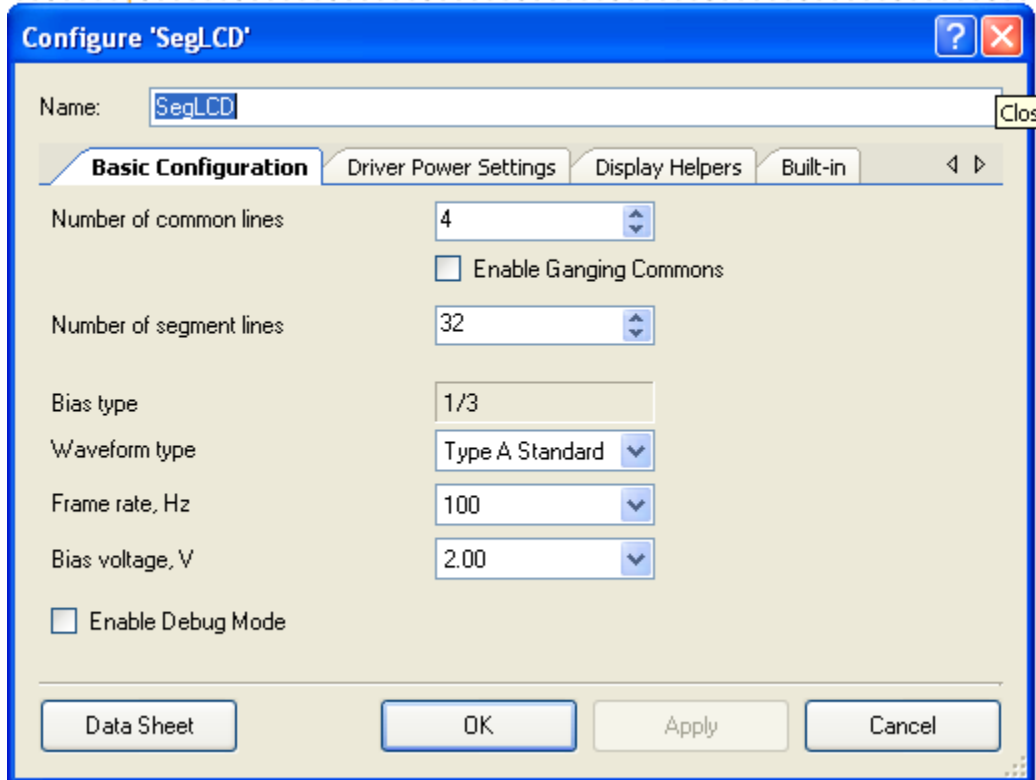 Configure 'SegLCD'
Name: SegLCD
Clos
Basic Configuration Driver Power Settings Display Helpers Built-in
Number of common lines 4
Enable Ganging Commons
Number of segment lines 32
Bias type 1/3
Waveform type Type A Standard
Frame rate, Hz 100
Bias voltage, V 2.00
Enable Debug Mode
Data Sheet OK Apply Cancel